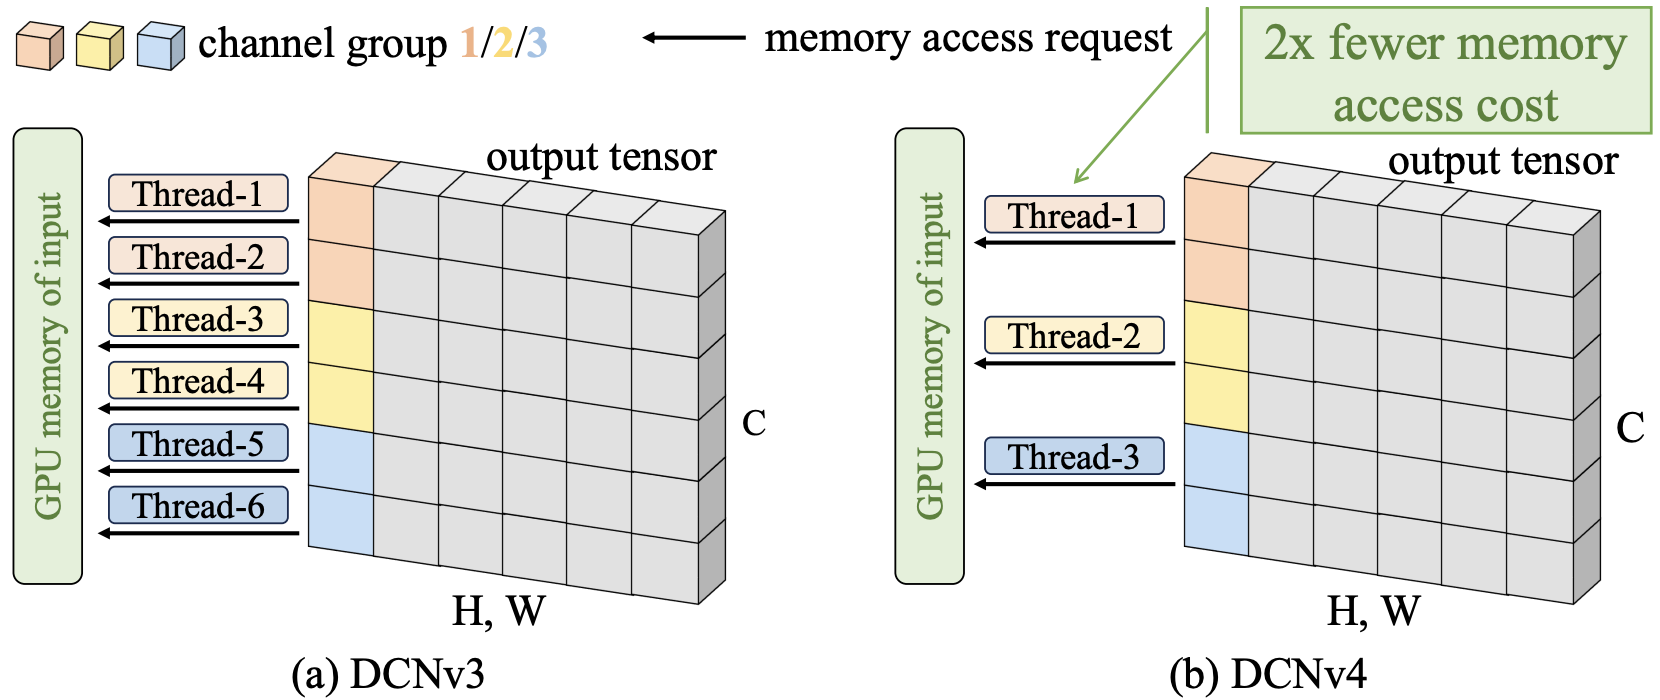 channel group 1/2/3
memory access request
2x fewer memory
access cost
GPU memory of input
Thread-1
Thread-2
Thread-3
Thread-4
Thread-5
Thread-6
output tensor
C
H, W
(a) DCNv3
GPU memory of input
Thread-1
Thread-2
Thread-3
output tensor
C
H, W
(b) DCNv4